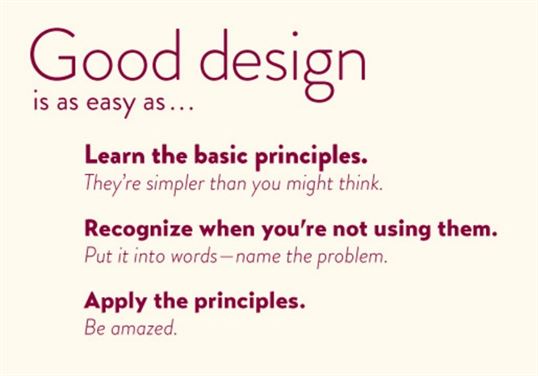 Good design
is as easy as…
Learn the basic principles.
They’re simpler than you might think.
Recognize when you’re not using them.
Put it into words—name the problem.
Apply the principles.
Be amazed.